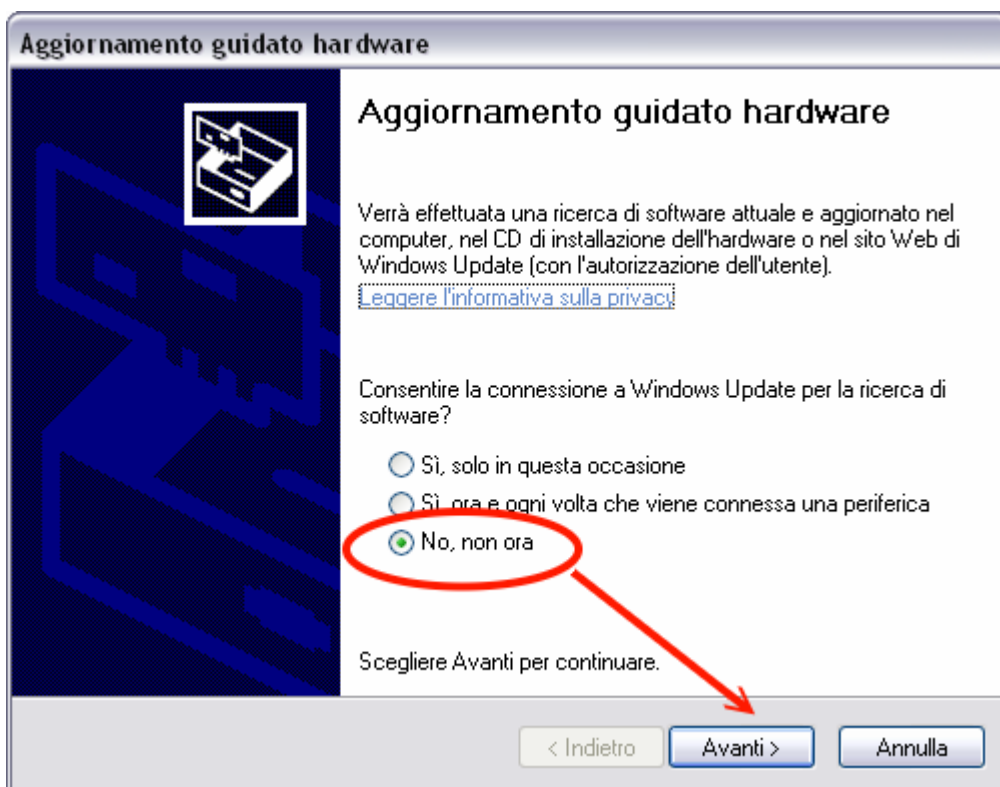 Aggiornamento guidato hardware
Aggiornamento guidato hardware
Verrà effettuata una ricerca di software attuale e aggiornato nel
computer, nel CD di installazione dell'hardware o nel sito Web di
Windows Update (con l'autorizzazione dell'utente).
Leggere l'informativa sulla privacy
Consentire la connessione a Windows Update per la ricerca di
software?
Sì, solo in questa occasione
Sì, ora e ogni volta che viene connessa una periferica
No, non ora
Scegliere Avanti per continuare.
< Indietro Avanti > Annulla